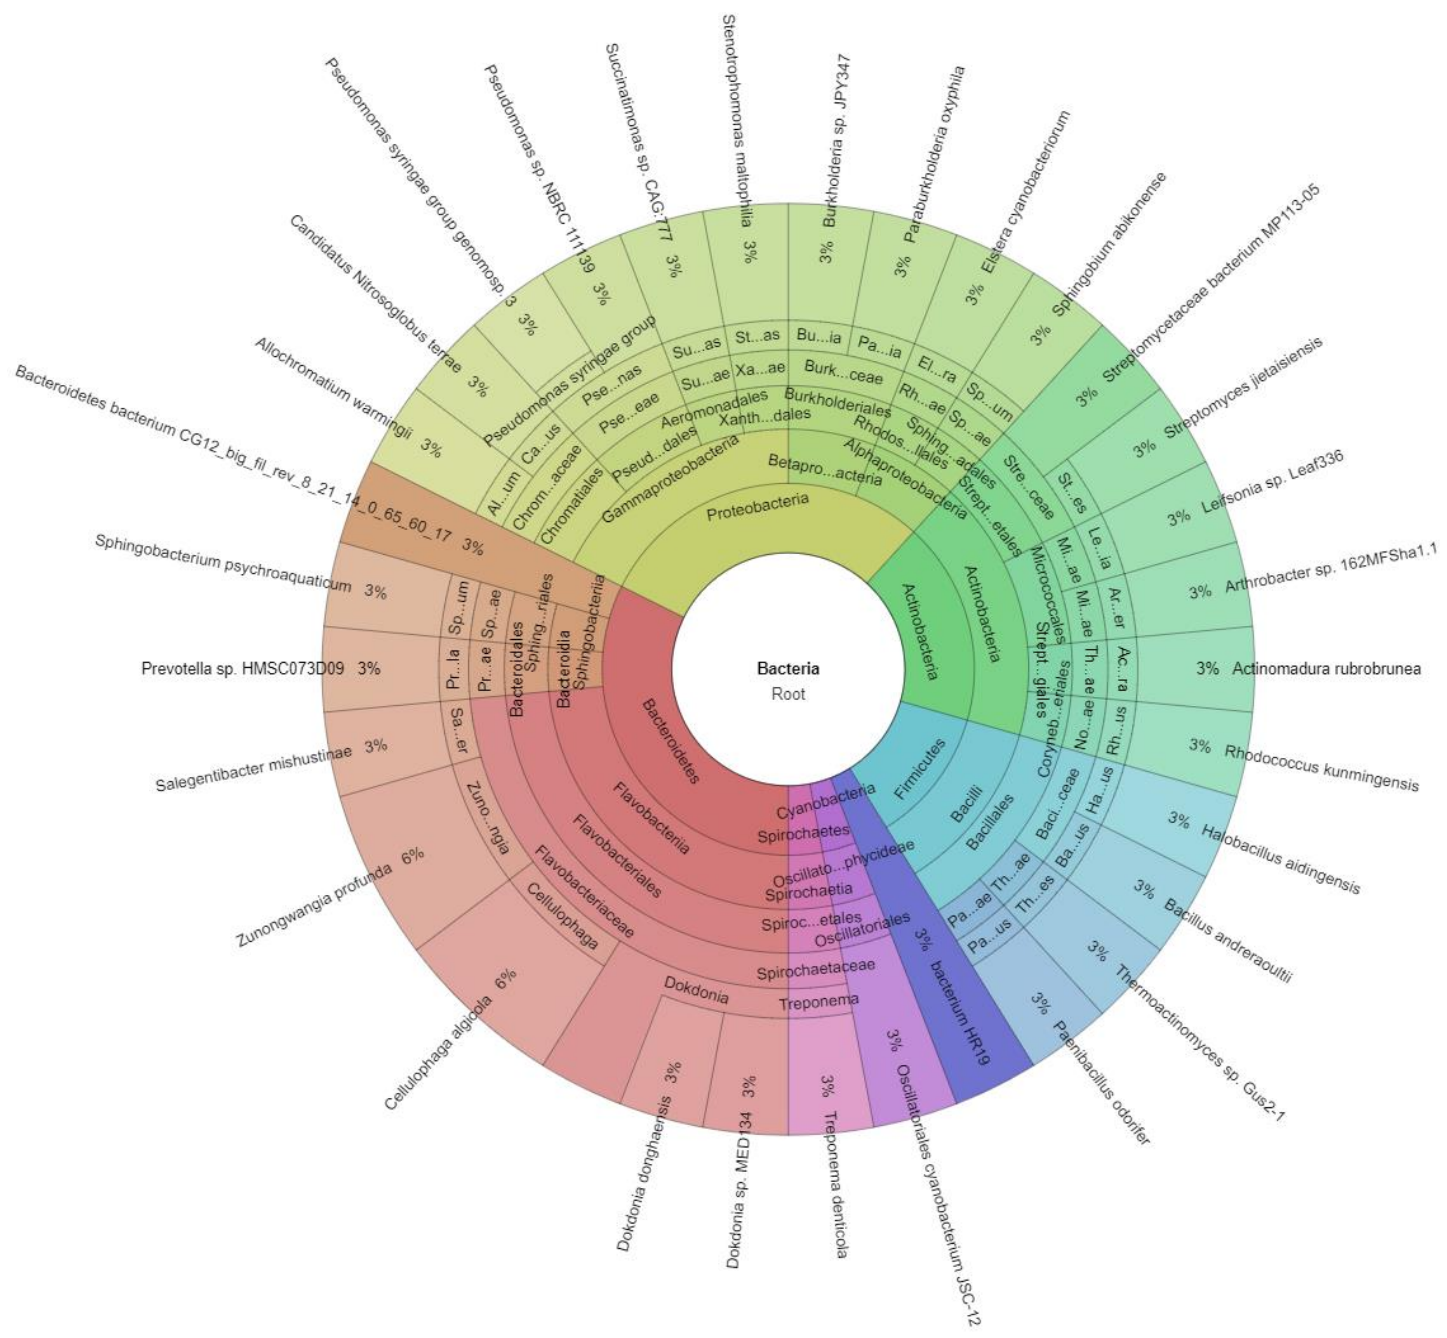 Bacteria
Root
Proteobacteria
Gammaproteobacteria
Betapro...acteria
Alphaproteobacteria
Chromatiales
Pseud...dales
Aeromonadales
Xanth...dales
Burkholderiales
Rhodos...llales
Sphing...adales
Chrom...aceae
Pse...eae
Su...ae
Xa...ae
Burk...ceae
Rh...ae
Sp...ae
Al...um
Ca...us
Pse...nas
Su...as
St...as
Bu...ia
Pa...ia
El...ra
Sp...um
Pseudomonas syringae group
Allochromatium warmingii 3%
Candidatus Nitrosoglobus terrae 3%
Pseudomonas syringae group genomosp. 3 3%
Pseudomonas sp. NBRC 111139 3%
Succinatimonas sp. CAG:777 3%
Stenotrophomonas maltophilia 3%
3% Burkholderia sp. JPY347
3% Paraburkholderia oxyphila
3% Elstera cyanobacteriorum
3% Sphingobium abikonense
Actinobacteria
Actinobacteria
Strept...etales
Micrococcales
Strept...giales
Coryneb...eriales
Stre...ceae
Mi...ae
Mi...ae
Th...ae
No...ae
St...es
Le...ia
Ar...er
Ac...ra
Rh...us
3% Streptomycetaceae bacterium MP113-05
3% Streptomyces jietaisiensis
3% Leifsonia sp. Leaf336
3% Arthrobacter sp. 162MFSha1.1
3% Actinomadura rubrobrunea
3% Rhodococcus kunmingensis
Firmicutes
Bacilli
Bacillales
Baci...ceae
Th...ae
Pa...ae
Ha...us
Ba...us
Th...es
Pa...us
3% Halobacillus aidingensis
3% Bacillus andreraoultii
3% Thermoactinomyces sp. Gus2-1
3% Paenibacillus odorifer
3% bacterium HR19
Cyanobacteria
Oscillato...phycideae
Oscillatoriales
3% Oscillatoriales cyanobacterium JSC-12
Spirochaetes
Spirochaetia
Spiroc...etales
Spirochaetaceae
Treponema
3% Treponema denticola
Bacteroidetes
Flavobacteriia
Flavobacteriales
Flavobacteriaceae
Dokdonia
Cellulophaga
Zuno...ngia
Sa...er
Dokdonia sp. MED134 3%
Dokdonia donghaensis 3%
Cellulophaga algicola 6%
Zunongwangia profunda 6%
Salegentibacter mishustinae 3%
Bacteroidia
Bacteroidales
Pr...ae
Pr...la
Prevotella sp. HMSC073D09 3%
Sphingobacteriia
Sphing...riales
Sp...ae
Sp...um
Sphingobacterium psychroaquaticum 3%
Bacteroidetes bacterium CG12_big_fil_rev_8_21_14_0_65_60_17 3%